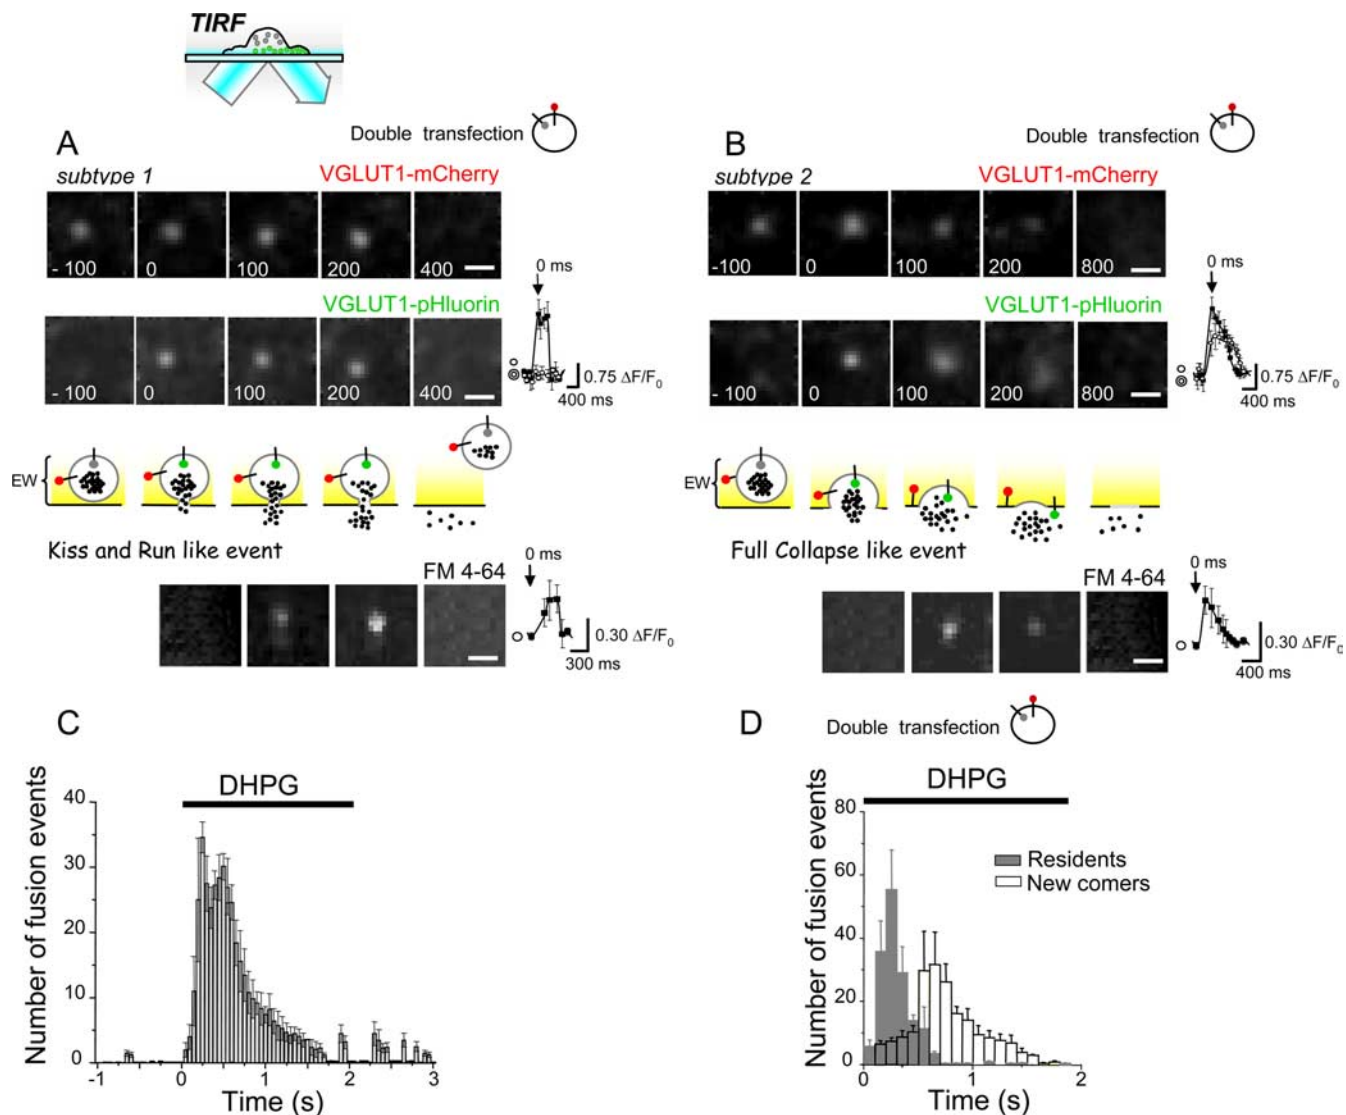 TIRF
A
Double transfection
subtype 1
VGLUT1-mCherry
- 100
0
100
200
400
0 ms
VGLUT1-pHluorin
- 100
0
100
200
400
0.75 ΔF/F0
400 ms
EW
Kiss and Run like event
FM 4-64
0 ms
0.30 ΔF/F0
300 ms
B
Double transfection
subtype 2
VGLUT1-mCherry
-100
0
100
200
800
0 ms
VGLUT1-pHluorin
- 100
0
100
200
800
0.75 ΔF/F0
400 ms
EW
Full Collapse like event
FM 4-64
0 ms
0.30 ΔF/F0
400 ms
C
DHPG
Number of fusion events
40
30
20
10
0
-1
0
1
2
3
Time (s)
D
Double transfection
DHPG
Number of fusion events
80
60
40
20
0
Residents
New comers
0
1
2
Time (s)